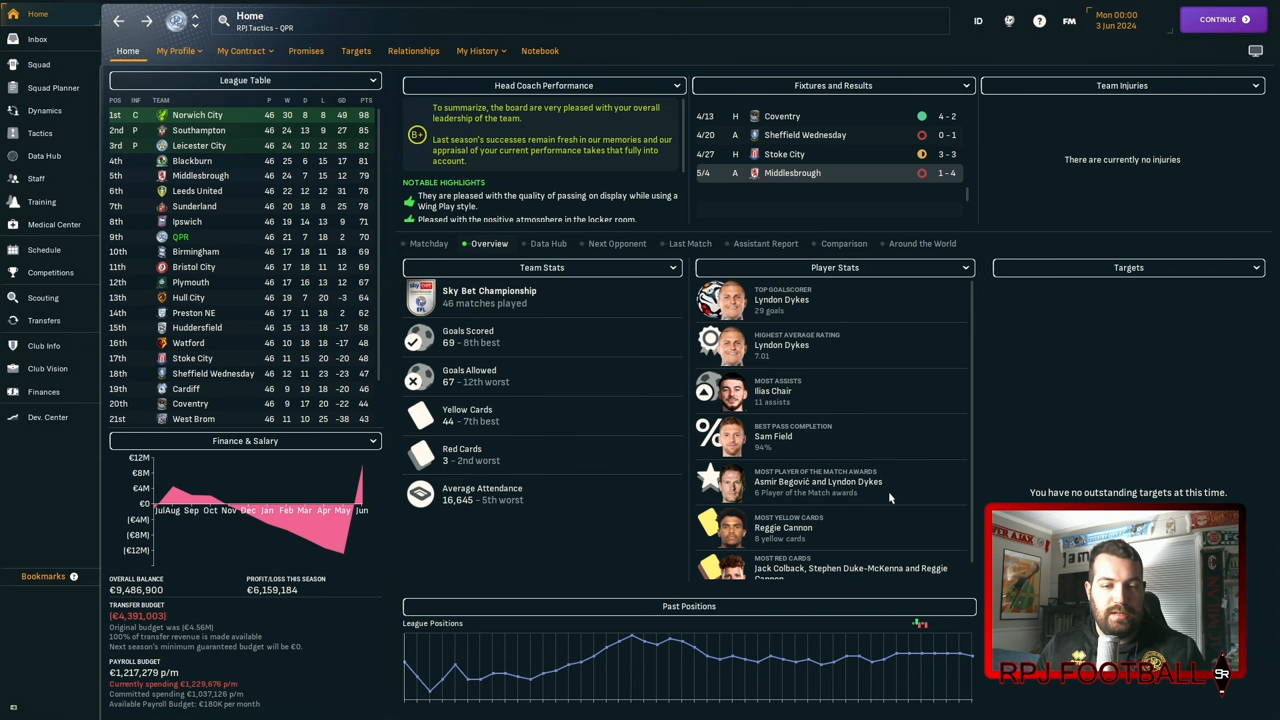 Home
Inbox
Squad
Squad Planner
Dynamics
Tactics
Data Hub
Staff
Training
Medical Center
Schedule
Competitions
Scouting
Transfers
Club Info
Club Vision
Finances
Dev. Center
Bookmarks ?
Home
RPJ Tactics - QPR
ID
?
FM
Mon 00:00
3 Jun 2024
CONTINUE
Home My Profile My Contract Promises Targets Relationships My History Notebook
League Table
POS INF TEAM P W D L GD PTS
1st C Norwich City 46 30 8 8 49 98
2nd P Southampton 46 24 13 9 27 85
3rd P Leicester City 46 24 10 12 35 82
4th Blackburn 46 25 6 15 17 81
5th Middlesbrough 46 24 7 15 12 79
6th Leeds United 46 22 12 12 31 78
7th Sunderland 46 20 18 8 25 78
8th Ipswich 46 19 14 13 9 71
9th QPR 46 21 7 18 2 70
10th Birmingham 46 17 18 11 18 69
11th Bristol City 46 17 18 11 12 69
12th Plymouth 46 17 16 13 12 67
13th Hull City 46 19 7 20 -3 64
14th Preston NE 46 17 11 18 2 62
15th Huddersfield 46 15 13 18 -17 58
16th Watford 46 10 18 18 -17 48
17th Stoke City 46 11 15 20 -20 48
18th Sheffield Wednesday 46 12 11 23 -23 47
19th Cardiff 46 9 19 18 -20 46
20th Coventry 46 9 17 20 -22 44
21st West Brom 46 11 10 25 -38 43
Finance & Salary
€12M
€8M
€4M
€0
(€4M)
(€8M)
(€12M)
Jul Aug Sep Oct Nov Dec Jan Feb Mar Apr May Jun
OVERALL BALANCE
€9,486,900
PROFIT/LOSS THIS SEASON
€6,159,184
TRANSFER BUDGET
(€4,391,003)
Original budget was (€4.56M)
100% of transfer revenue is made available
Next season's minimum guaranteed budget will be €0.
PAYROLL BUDGET
€1,217,279 p/m
Currently spending €1,229,676 p/m
Committed spending €1,037,126 p/m
Available Payroll Budget: €180K per month
Head Coach Performance
B+
To summarize, the board are very pleased with your overall
leadership of the team.
Last season's successes remain fresh in our memories and our
appraisal of your current performance takes that fully into
account.
NOTABLE HIGHLIGHTS
They are pleased with the quality of passing on display while using a
Wing Play style.
Pleased with the positive atmosphere in the locker room.
Fixtures and Results
4/13 H Coventry 4 - 2
4/20 A Sheffield Wednesday 0 - 1
4/27 H Stoke City 3 - 3
5/4 A Middlesbrough 1 - 4
Team Injuries
There are currently no injuries
Matchday Overview Data Hub Next Opponent Last Match Assistant Report Comparison Around the World
Team Stats
Sky Bet Championship
46 matches played
Goals Scored
69 - 8th best
Goals Allowed
67 - 12th worst
Yellow Cards
44 - 7th best
Red Cards
3 - 2nd worst
Average Attendance
16,645 - 5th worst
Player Stats
TOP GOALSCORER
Lyndon Dykes
29 goals
HIGHEST AVERAGE RATING
Lyndon Dykes
7.01
MOST ASSISTS
Ilias Chair
11 assists
BEST PASS COMPLETION
Sam Field
94%
MOST PLAYER OF THE MATCH AWARDS
Asmir Begović and Lyndon Dykes
6 Player of the Match awards
MOST YELLOW CARDS
Reggie Cannon
8 yellow cards
MOST RED CARDS
Jack Colback, Stephen Duke-McKenna and Reggie
Cannon
Targets
You have no outstanding targets at this time.
Past Positions
League Positions
RPJ FOOTBALL